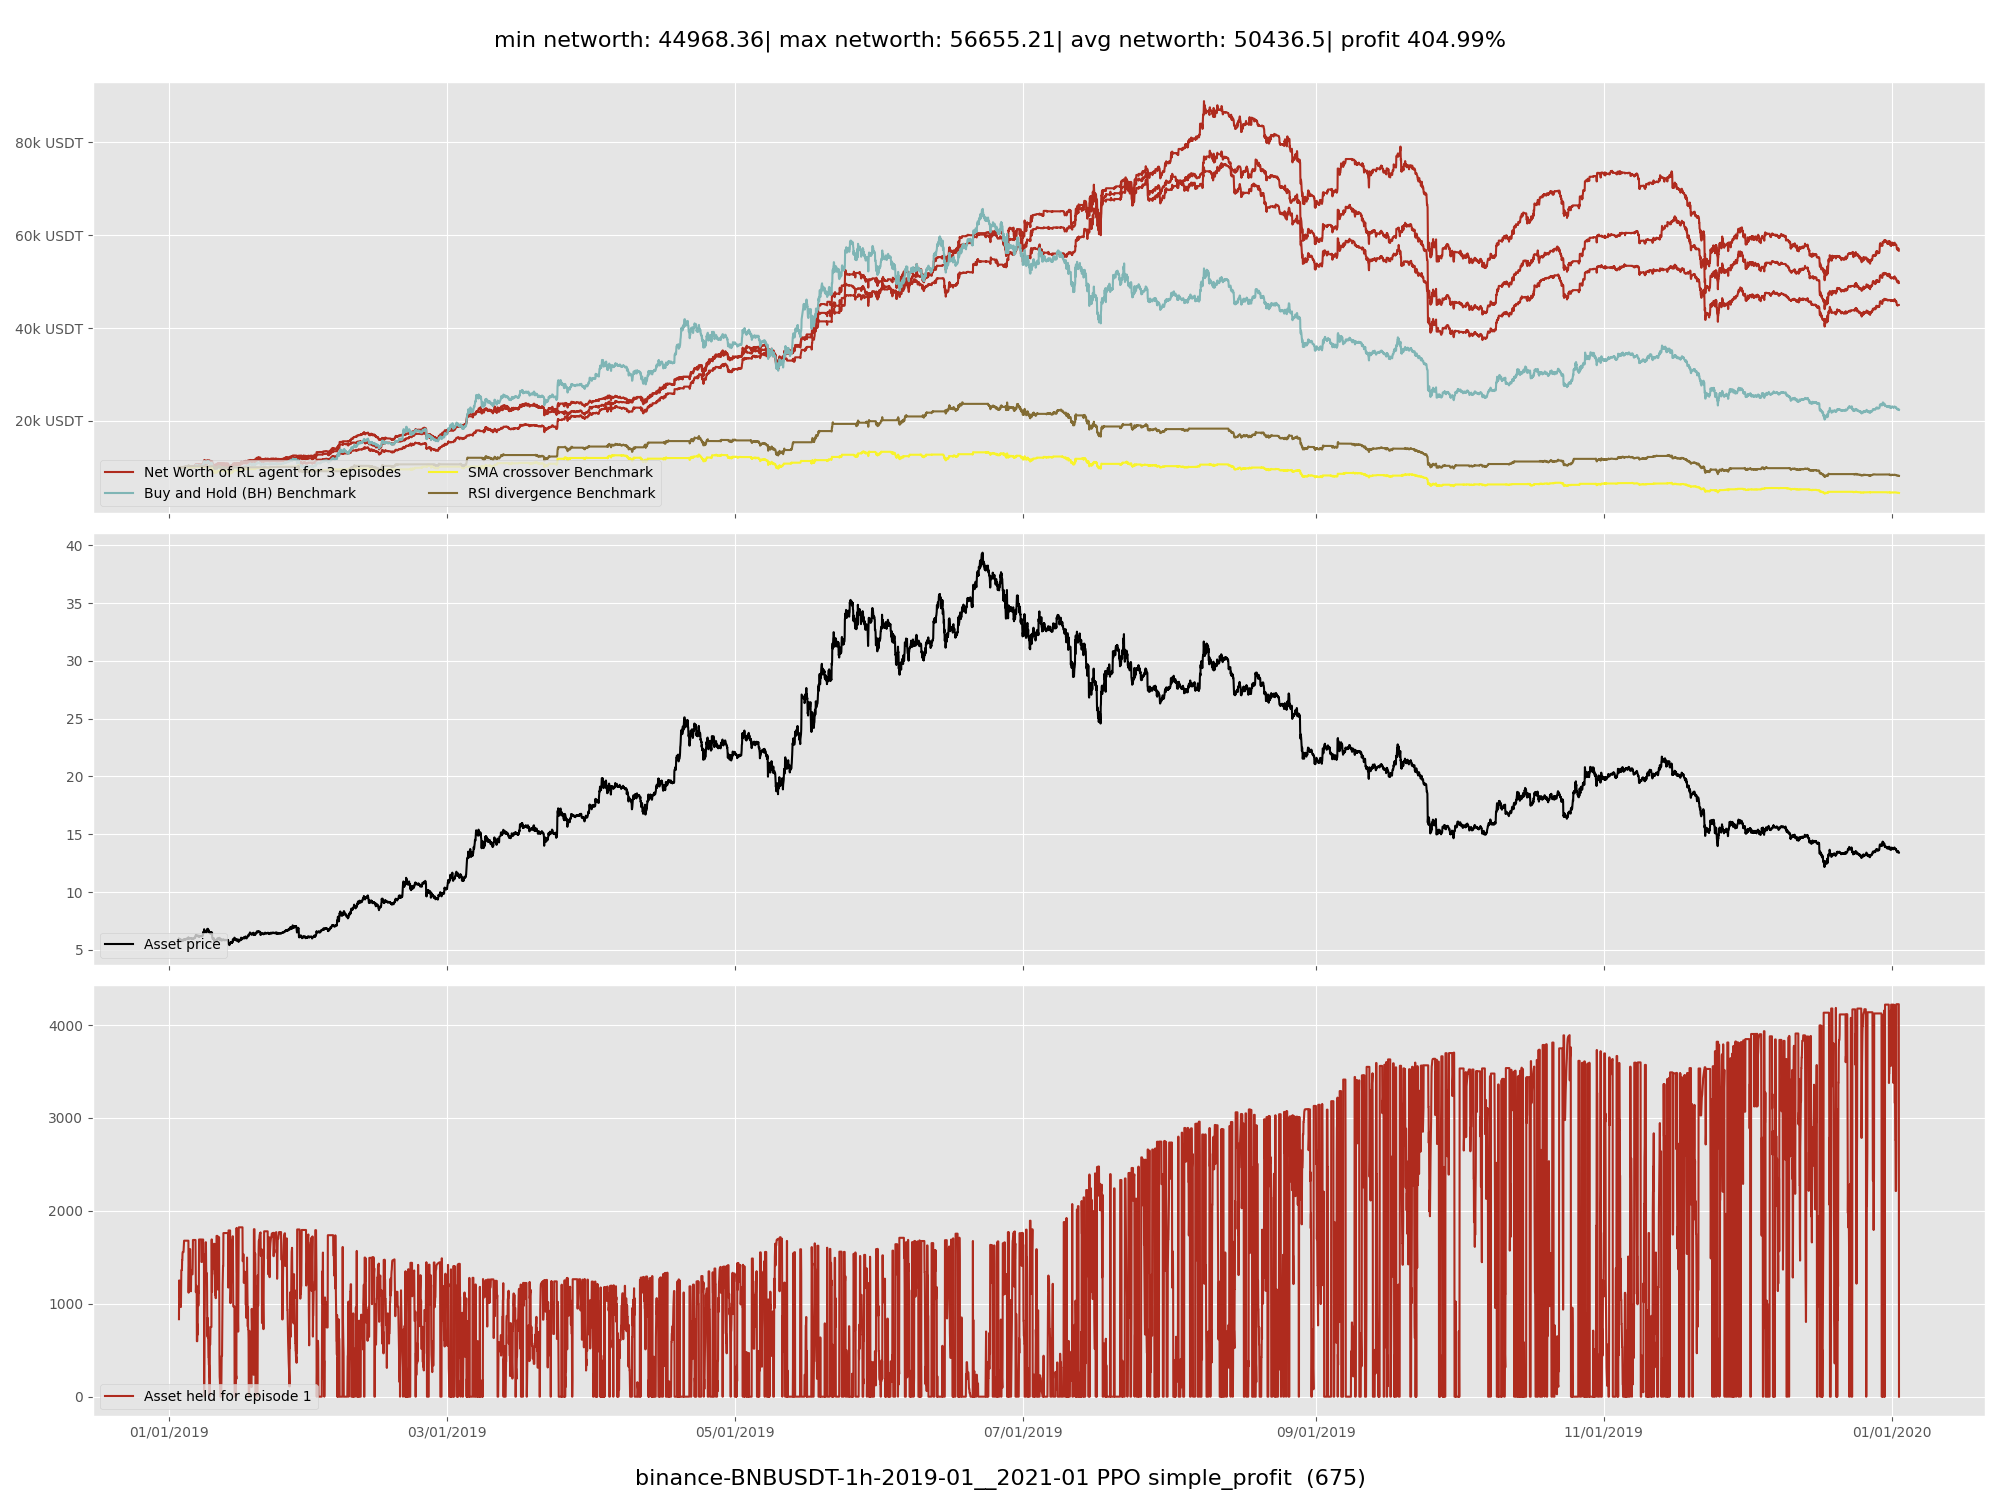 min networth: 44968.36| max networth: 56655.21| avg networth: 50436.5| profit 404.99%
80k USDT
60k USDT
40k USDT
20k USDT
Net Worth of RL agent for 3 episodes
Buy and Hold (BH) Benchmark
SMA crossover Benchmark
RSI divergence Benchmark
40
35
30
25
20
15
10
5
Asset price
4000
3000
2000
1000
0
Asset held for episode 1
01/01/2019 03/01/2019 05/01/2019 07/01/2019 09/01/2019 11/01/2019 01/01/2020
binance-BNBUSDT-1h-2019-01__2021-01 PPO simple_profit (675)